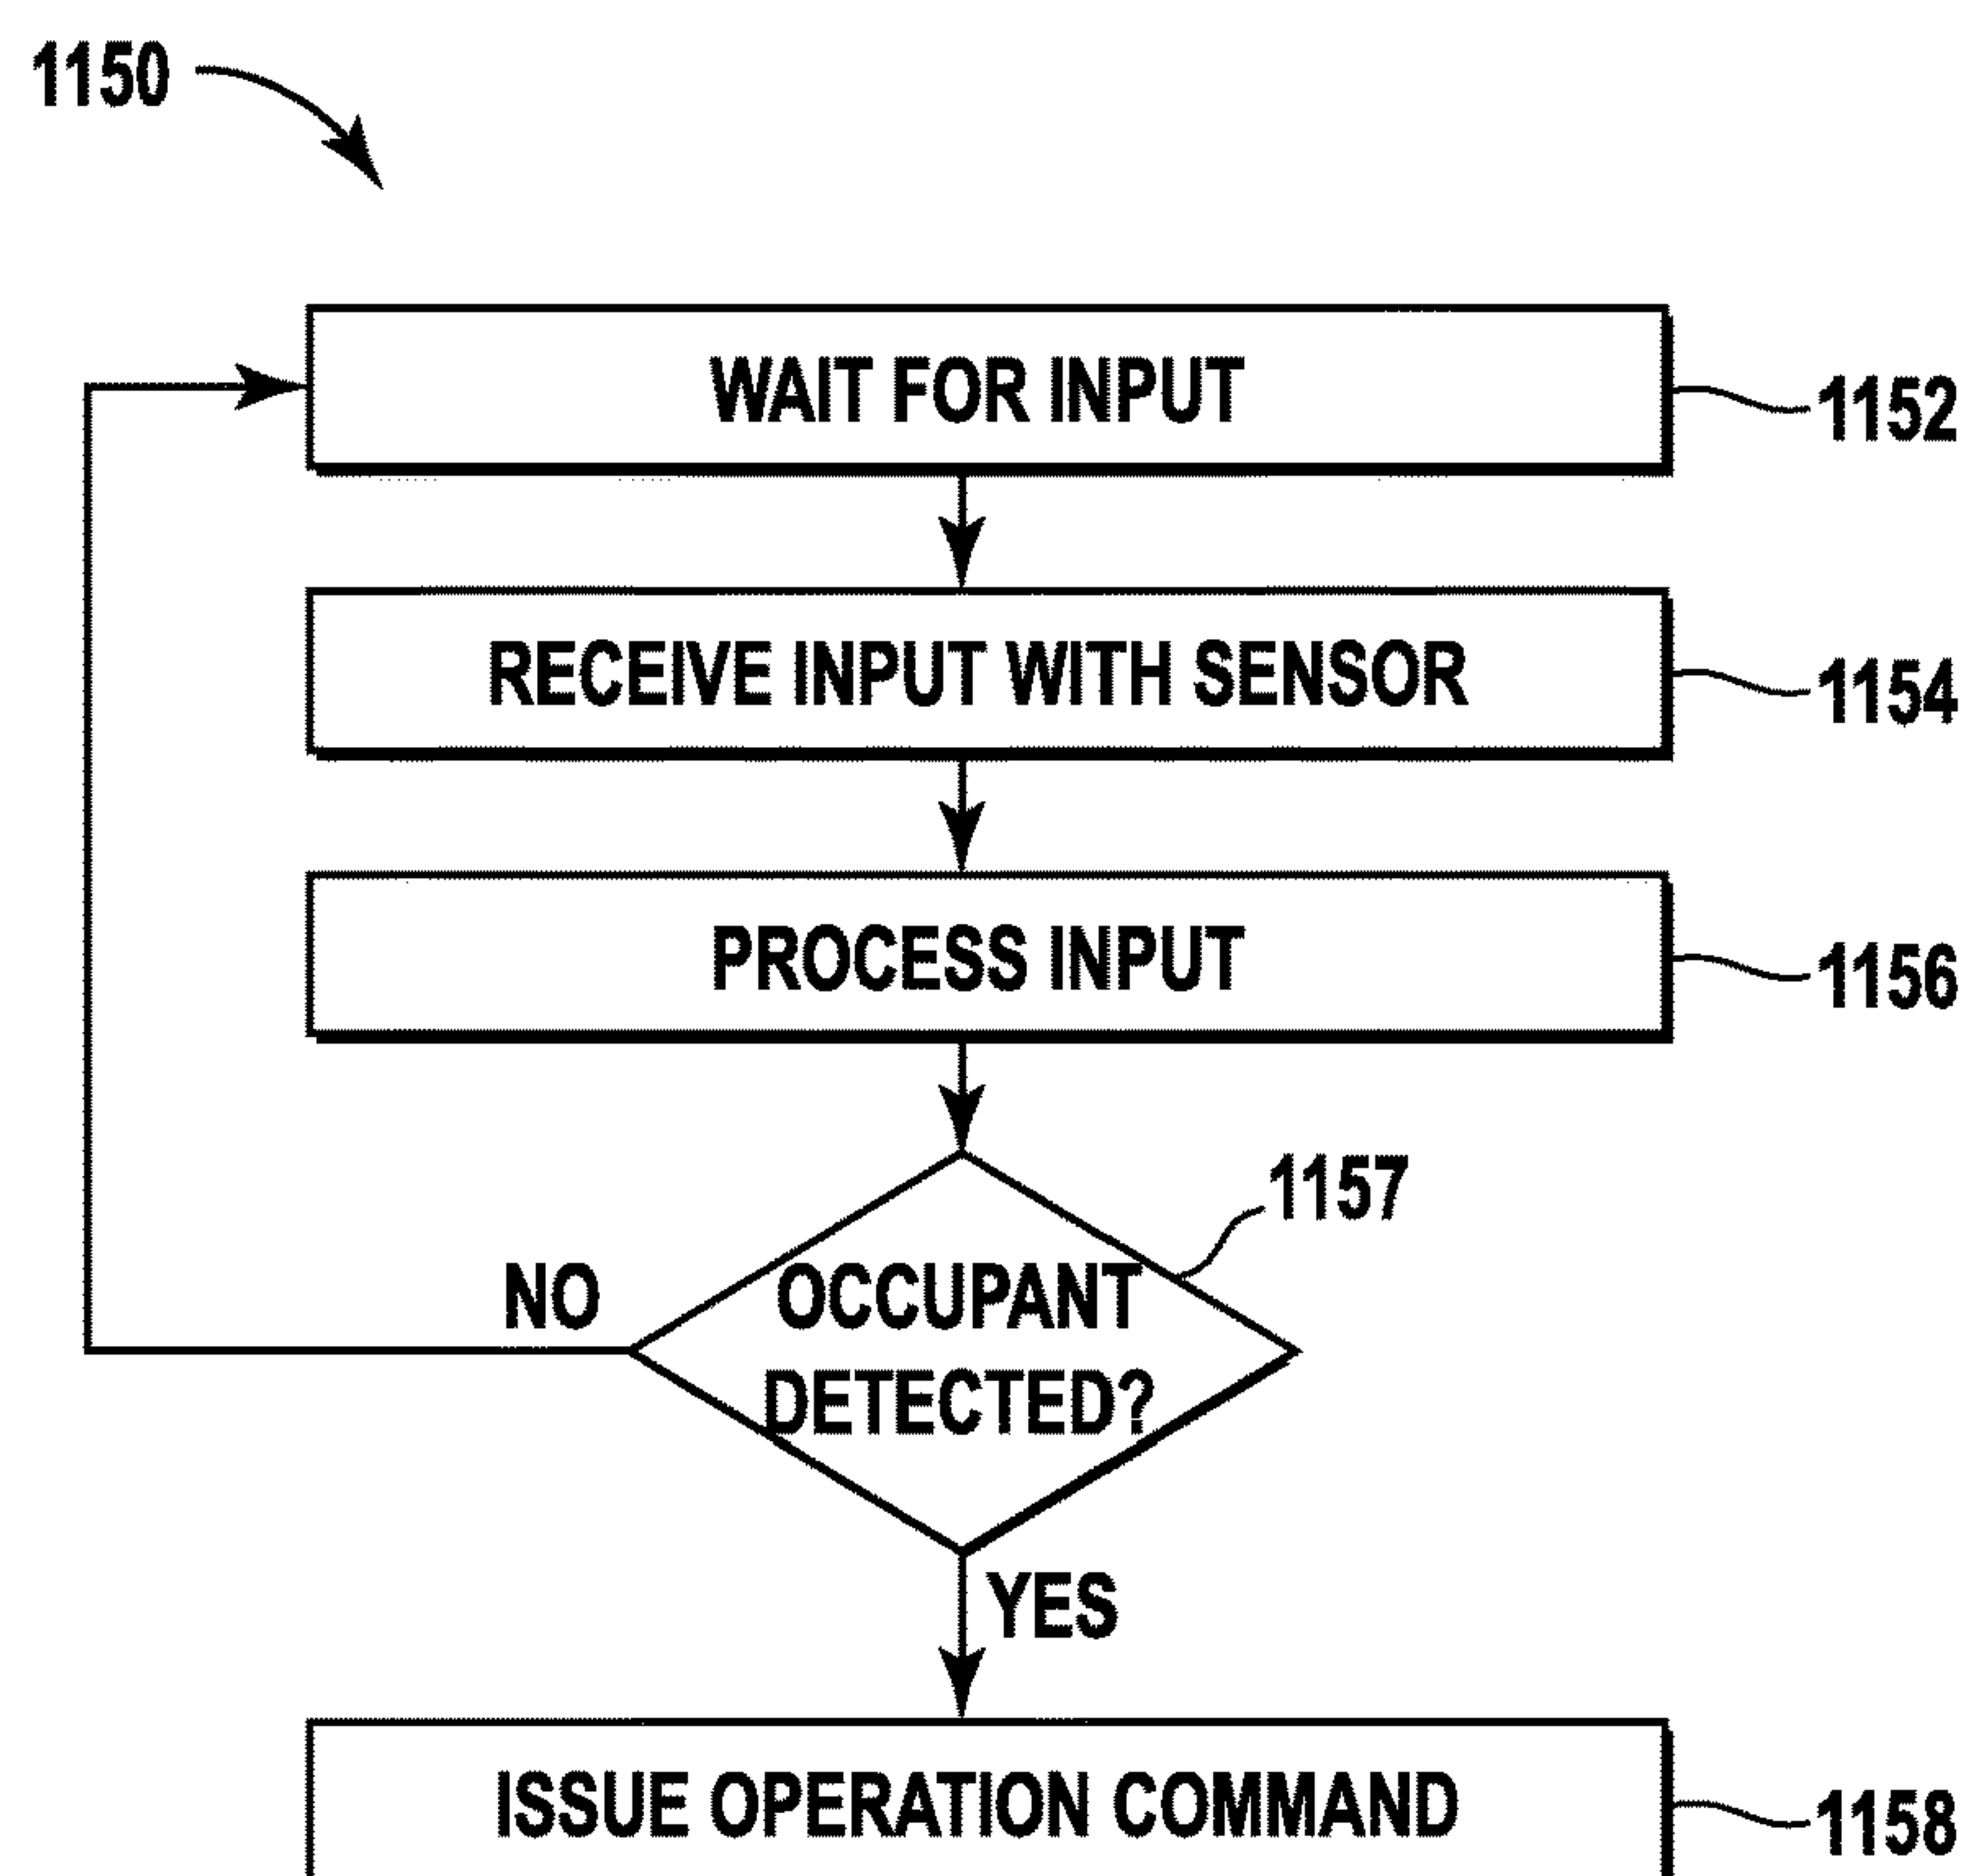 1150
WAIT FOR INPUT
1152
RECEIVE INPUT WITH SENSOR
1154
PROCESS INPUT
1156
1157
NO
OCCUPANT
DETECTED?
YES
ISSUE OPERATION COMMAND
1158